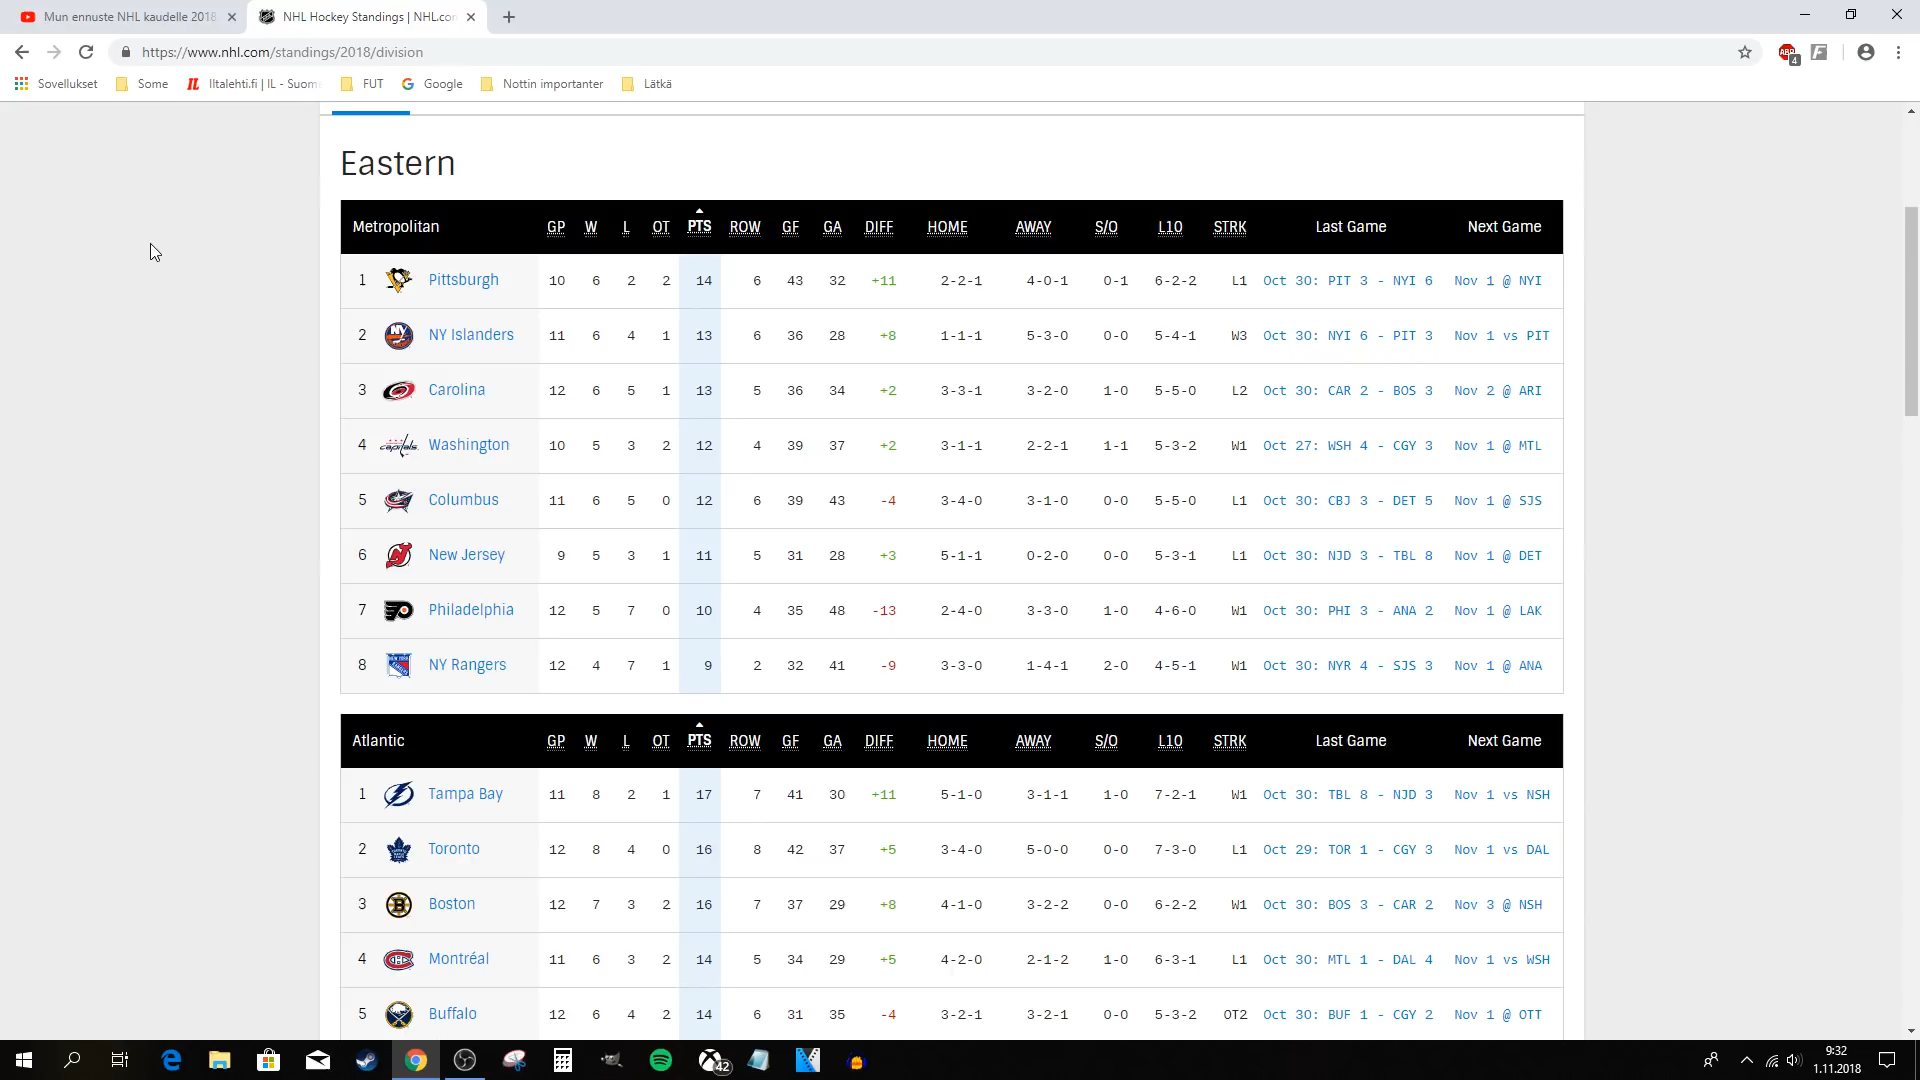 Mun ennuste NHL kaudelle 2018
NHL Hockey Standings | NHL.co
https://www.nhl.com/standings/2018/division
ABP 4
Sovellukset Some Iltalehti.fi | IL - Suom FUT Google Nottin importanter Lätkä
Eastern
Metropolitan GP W L OT PTS ROW GF GA DIFF HOME AWAY S/O L10 STRK Last Game Next Game
1 Pittsburgh 10 6 2 2 14 6 43 32 +11 2-2-1 4-0-1 0-1 6-2-2 L1 Oct 30: PIT 3 - NYI 6 Nov 1 @ NYI
2 NY Islanders 11 6 4 1 13 6 36 28 +8 1-1-1 5-3-0 0-0 5-4-1 W3 Oct 30: NYI 6 - PIT 3 Nov 1 vs PIT
3 Carolina 12 6 5 1 13 5 36 34 +2 3-3-1 3-2-0 1-0 5-5-0 L2 Oct 30: CAR 2 - BOS 3 Nov 2 @ ARI
4 Washington 10 5 3 2 12 4 39 37 +2 3-1-1 2-2-1 1-1 5-3-2 W1 Oct 27: WSH 4 - CGY 3 Nov 1 @ MTL
5 Columbus 11 6 5 0 12 6 39 43 -4 3-4-0 3-1-0 0-0 5-5-0 L1 Oct 30: CBJ 3 - DET 5 Nov 1 @ SJS
6 New Jersey 9 5 3 1 11 5 31 28 +3 5-1-1 0-2-0 0-0 5-3-1 L1 Oct 30: NJD 3 - TBL 8 Nov 1 @ DET
7 Philadelphia 12 5 7 0 10 4 35 48 -13 2-4-0 3-3-0 1-0 4-6-0 W1 Oct 30: PHI 3 - ANA 2 Nov 1 @ LAK
8 NY Rangers 12 4 7 1 9 2 32 41 -9 3-3-0 1-4-1 2-0 4-5-1 W1 Oct 30: NYR 4 - SJS 3 Nov 1 @ ANA
Atlantic GP W L OT PTS ROW GF GA DIFF HOME AWAY S/O L10 STRK Last Game Next Game
1 Tampa Bay 11 8 2 1 17 7 41 30 +11 5-1-0 3-1-1 1-0 7-2-1 W1 Oct 30: TBL 8 - NJD 3 Nov 1 vs NSH
2 Toronto 12 8 4 0 16 8 42 37 +5 3-4-0 5-0-0 0-0 7-3-0 L1 Oct 29: TOR 1 - CGY 3 Nov 1 vs DAL
3 Boston 12 7 3 2 16 7 37 29 +8 4-1-0 3-2-2 0-0 6-2-2 W1 Oct 30: BOS 3 - CAR 2 Nov 3 @ NSH
4 Montréal 11 6 3 2 14 5 34 29 +5 4-2-0 2-1-2 1-0 6-3-1 L1 Oct 30: MTL 1 - DAL 4 Nov 1 vs WSH
5 Buffalo 12 6 4 2 14 6 31 35 -4 3-2-1 3-2-1 0-0 5-3-2 OT2 Oct 30: BUF 1 - CGY 2 Nov 1 @ OTT
42
9:32
1.11.2018